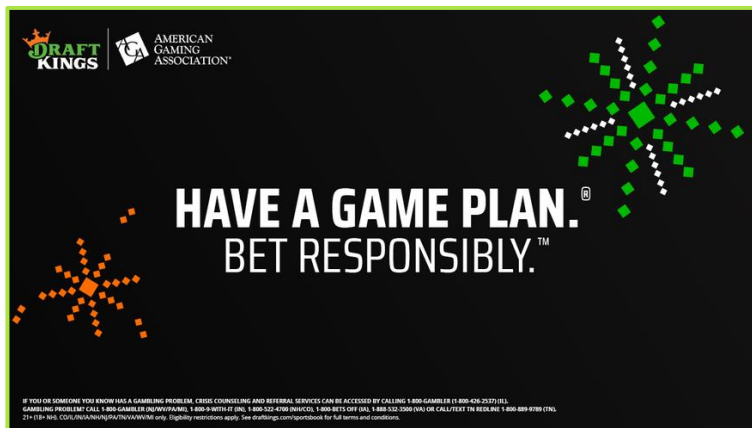 DRAFT
KINGS
AGA
AMERICAN
GAMING
ASSOCIATION®
HAVE A GAME PLAN.®
BET RESPONSIBLY.™
IF YOU OR SOMEONE YOU KNOW HAS A GAMBLING PROBLEM, CRISIS COUNSELING AND REFERRAL SERVICES CAN BE ACCESSED BY CALLING 1-800-GAMBLER (1-800-426-2537) (IL).
GAMBLING PROBLEM? CALL 1-800-GAMBLER (NJ/WV/PA/MI), 1-800-9-WITH-IT (IN), 1-800-522-4700 (NH/CO), 1-800-BETS OFF (IA), 1-888-532-3500 (VA) OR CALL/TEXT TN REDLINE 1-800-889-9789 (TN).
21+ (18+ NH). CO/IL/IN/IA/NH/NJ/PA/TN/VA/WV/MI only. Eligibility restrictions apply. See draftkings.com/sportsbook for full terms and conditions.